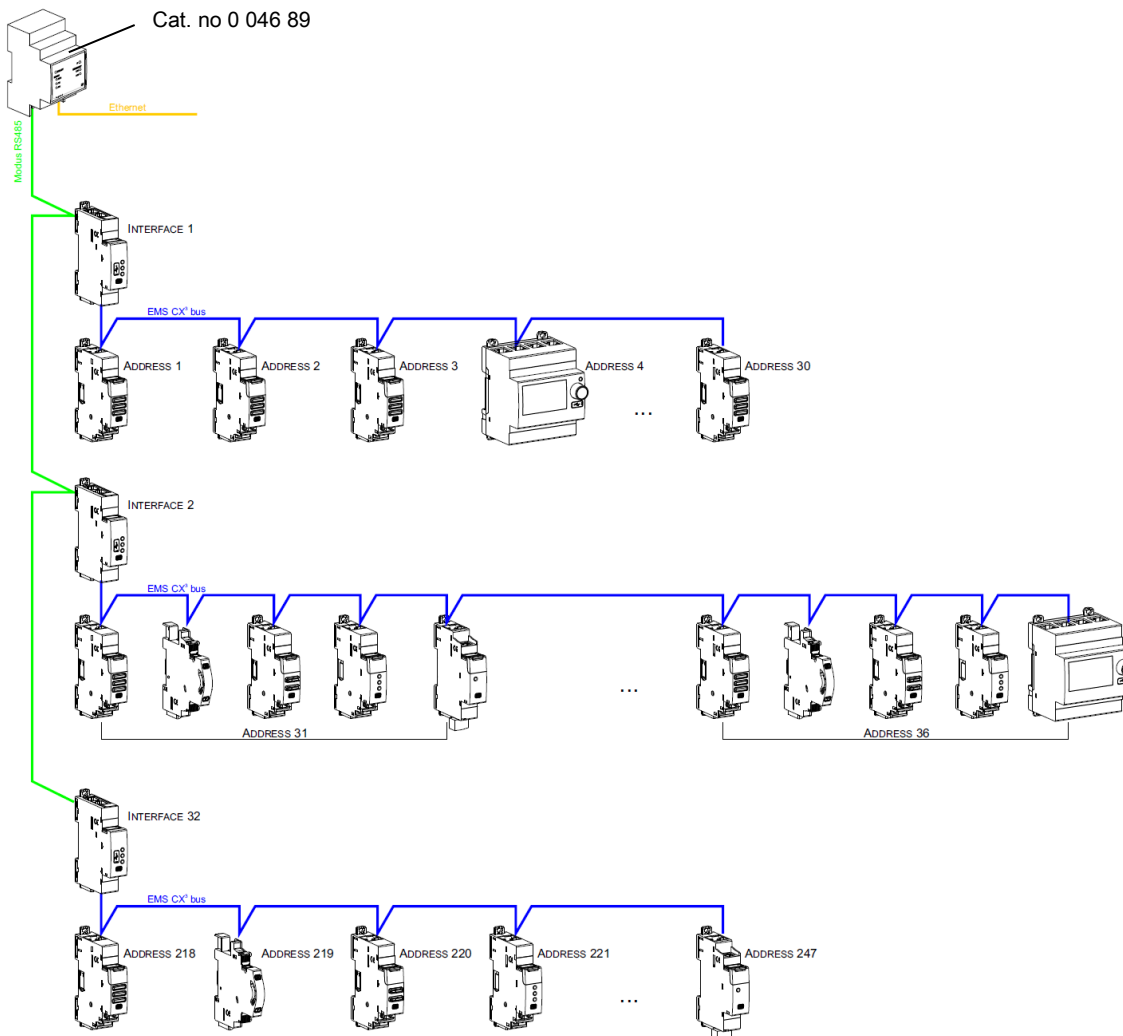 Cat. no 0 046 89
Ethernet
Modus RS485
INTERFACE 1
EMS CX³ bus
ADDRESS 1
ADDRESS 2
ADDRESS 3
ADDRESS 4
ADDRESS 30
...
INTERFACE 2
EMS CX³ bus
...
ADDRESS 31
ADDRESS 36
INTERFACE 32
EMS CX³ bus
ADDRESS 218
ADDRESS 219
ADDRESS 220
ADDRESS 221
ADDRESS 247
...